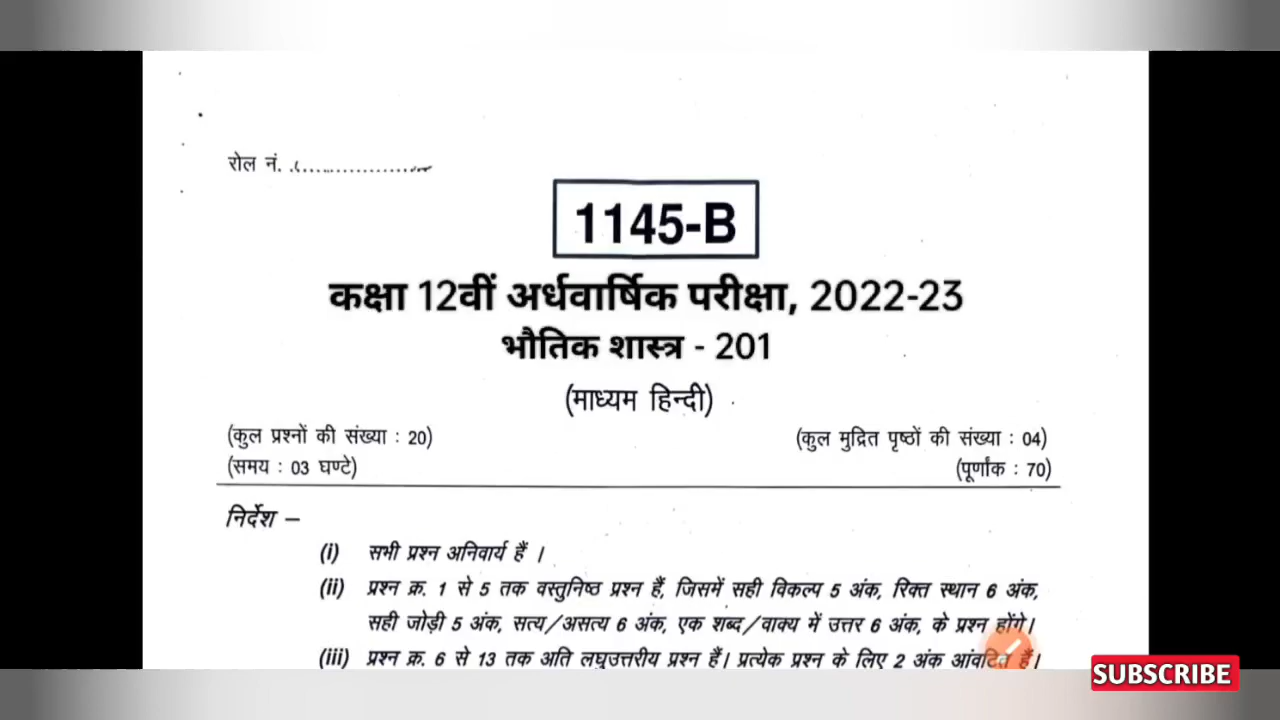 रोल नं. ......................
1145-B
कक्षा 12वीं अर्धवार्षिक परीक्षा, 2022-23
भौतिक शास्त्र - 201
(माध्यम हिन्दी)
(कुल प्रश्नों की संख्या : 20)
(कुल मुद्रित पृष्ठों की संख्या : 04)
(समय : 03 घण्टे)
(पूर्णांक : 70)
निर्देश –
(i) सभी प्रश्न अनिवार्य हैं ।
(ii) प्रश्न क्र. 1 से 5 तक वस्तुनिष्ठ प्रश्न हैं, जिसमें सही विकल्प 5 अंक, रिक्त स्थान 6 अंक,
सही जोड़ी 5 अंक, सत्य/असत्य 6 अंक, एक शब्द/वाक्य में उत्तर 6 अंक, के प्रश्न होंगे।
(iii) प्रश्न क्र. 6 से 13 तक अति लघुउत्तरीय प्रश्न हैं। प्रत्येक प्रश्न के लिए 2 अंक आंवटित हैं।
SUBSCRIBE